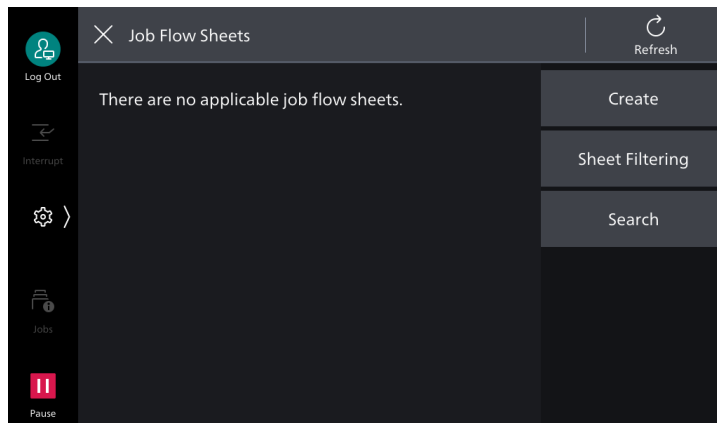 Job Flow Sheets
Refresh
Log Out
There are no applicable job flow sheets.
Create
Interrupt
Sheet Filtering
Search
Jobs
Pause